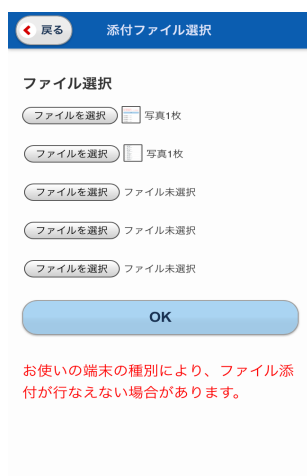 戻る 添付ファイル選択
ファイル選択
ファイルを選択 写真1枚
ファイルを選択 写真1枚
ファイルを選択 ファイル未選択
ファイルを選択 ファイル未選択
ファイルを選択 ファイル未選択
OK
お使いの端末の種別により、ファイル添
付が行なえない場合があります。